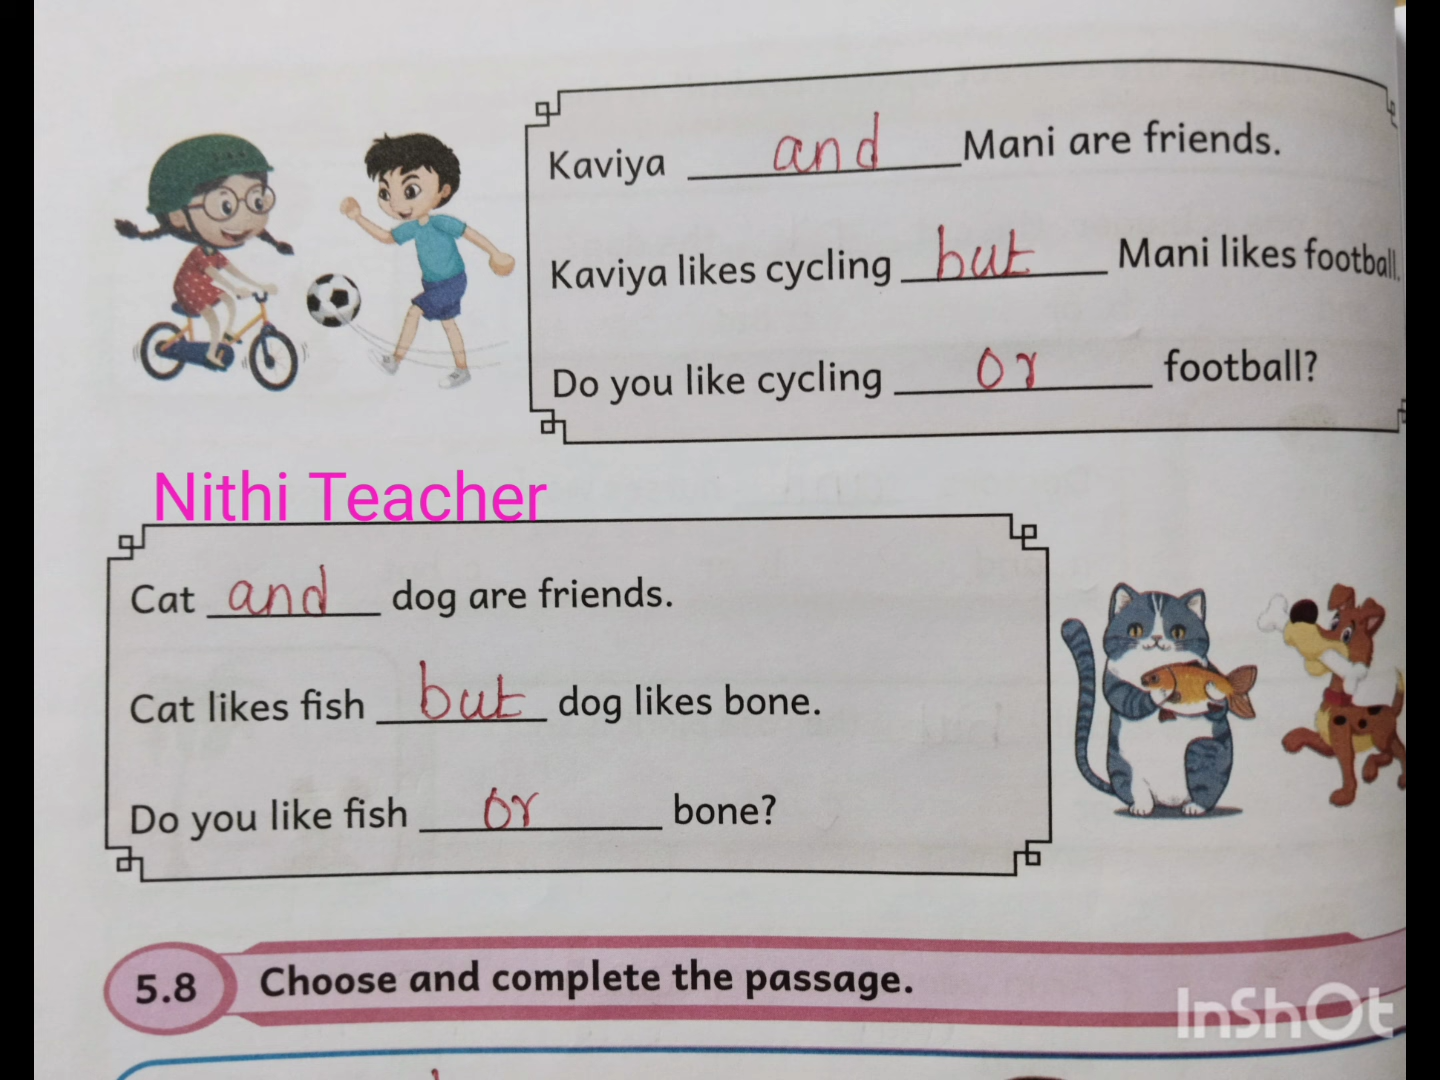 Kaviya and Mani are friends.
Kaviya likes cycling but Mani likes football.
Do you like cycling or football?
Nithi Teacher
Cat and dog are friends.
Cat likes fish but dog likes bone.
Do you like fish or bone?
5.8 Choose and complete the passage.
InShOt